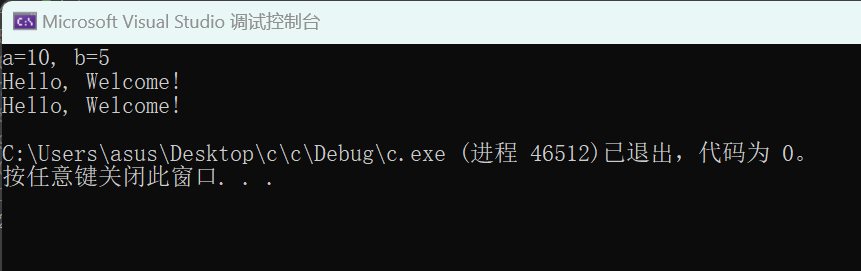 Microsoft Visual Studio 调试控制台
a=10, b=5
Hello, Welcome!
Hello, Welcome!
C:\Users\asus\Desktop\c\c\Debug\c.exe (进程 46512)已退出，代码为 0。
按任意键关闭此窗口. . .